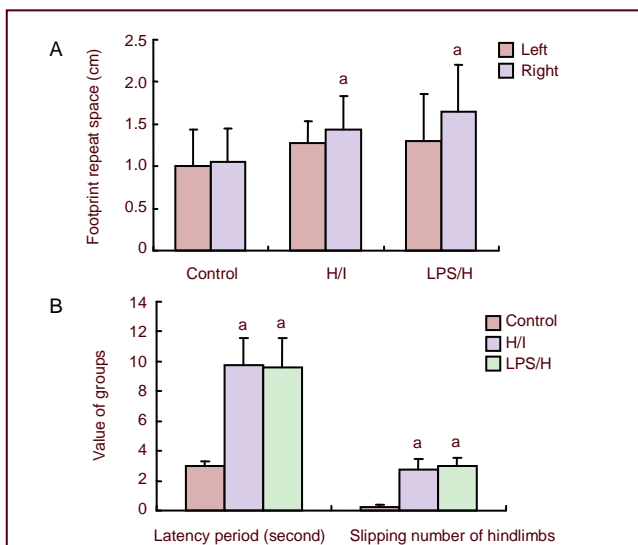 A
Footprint repeat space (cm)
2.5
2.0
1.5
1.0
0.5
0
Left
Right
a
a
Control
H/I
LPS/H
B
Value of groups
14
12
10
8
6
4
2
0
Control
H/I
LPS/H
a
a
a
a
Latency period (second)
Slipping number of hindlimbs